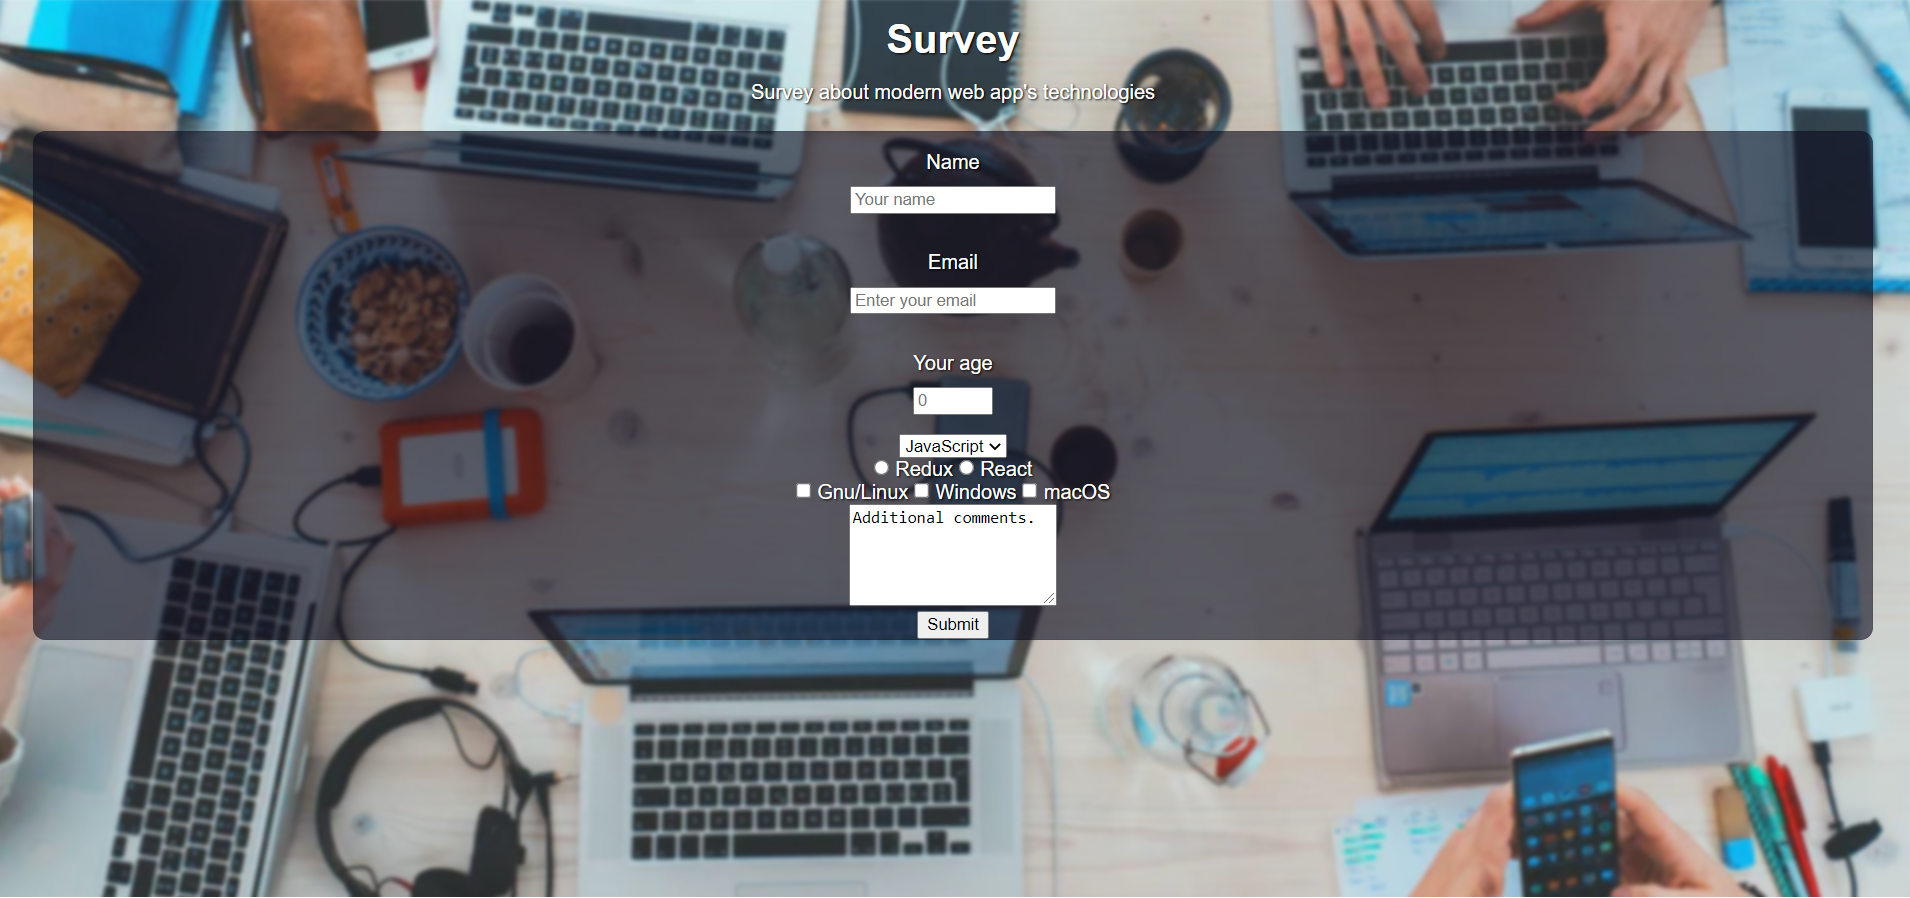 Survey
Survey about modern web app's technologies
Name
Your name
Email
Enter your email
Your age
0
JavaScript
Redux React
Gnu/Linux Windows macOS
Additional comments.
Submit